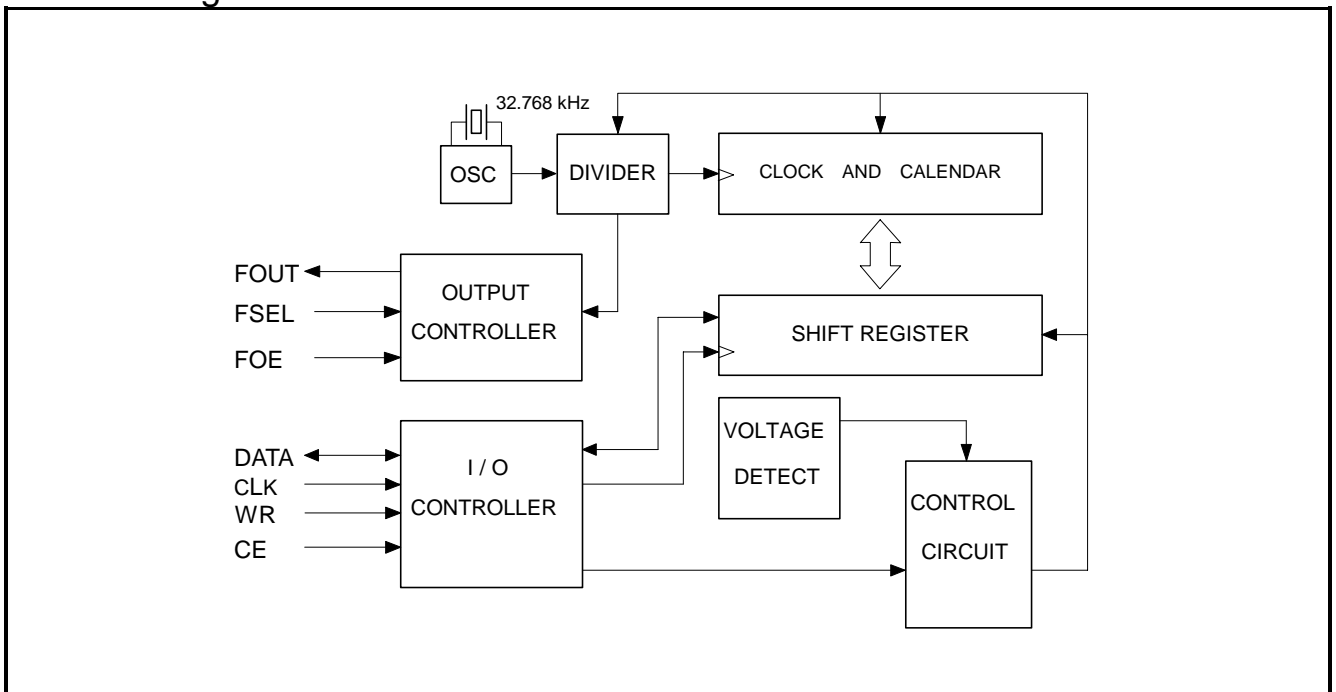 32.768 kHz
OSC
DIVIDER
CLOCK AND CALENDAR
FOUT
FSEL
FOE
OUTPUT
CONTROLLER
SHIFT REGISTER
VOLTAGE
DETECT
DATA
CLK
WR
CE
I / O
CONTROLLER
CONTROL
CIRCUIT